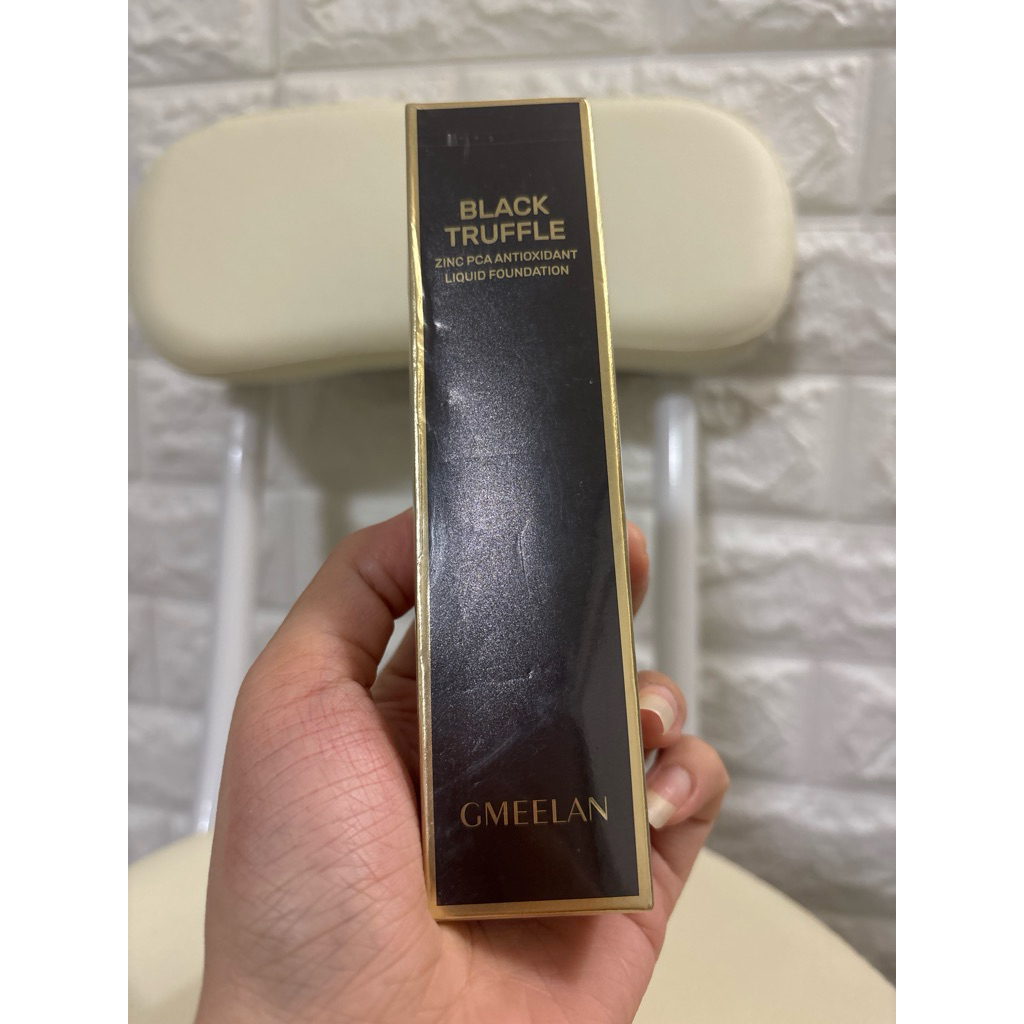 BLACK
TRUFFLE
ZINC PCA ANTIOXIDANT
LIQUID FOUNDATION
GMEELAN